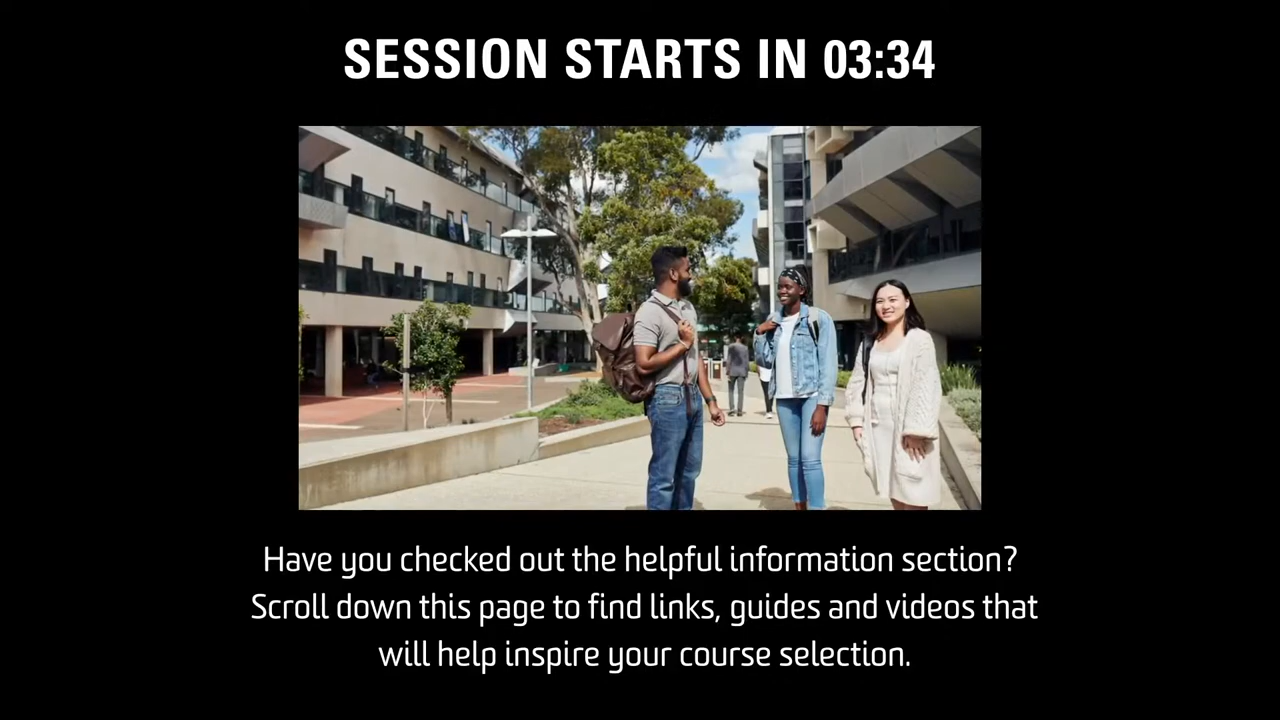 SESSION STARTS IN 03:34
Have you checked out the helpful information section?
Scroll down this page to find links, guides and videos that
will help inspire your course selection.